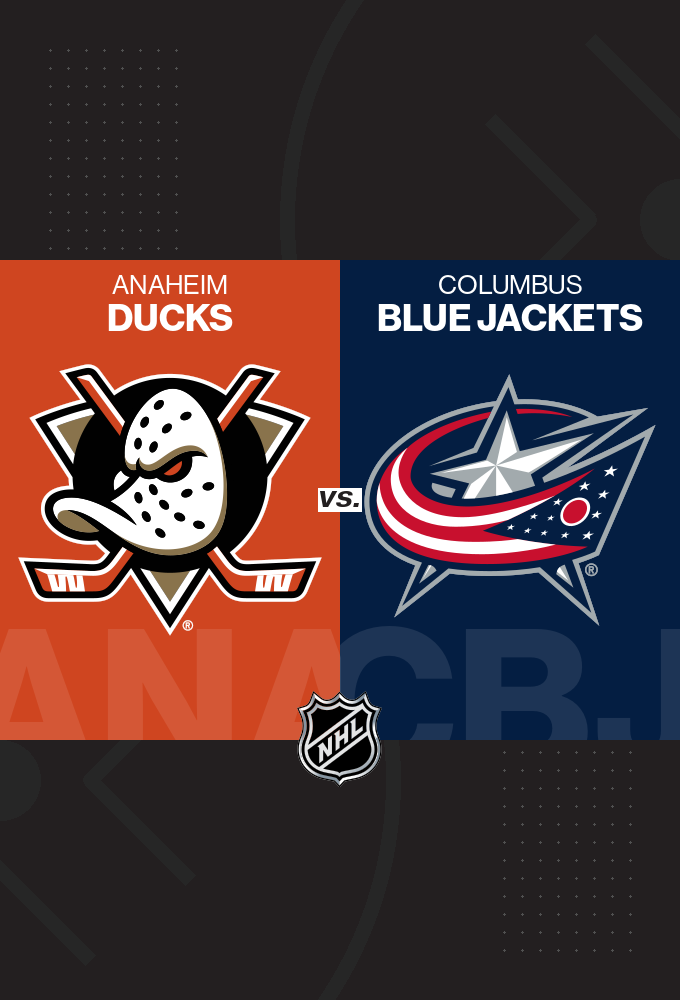 ANAHEIM
DUCKS
COLUMBUS
BLUE JACKETS
VS.
®
®
ANA
CBJ
NHL